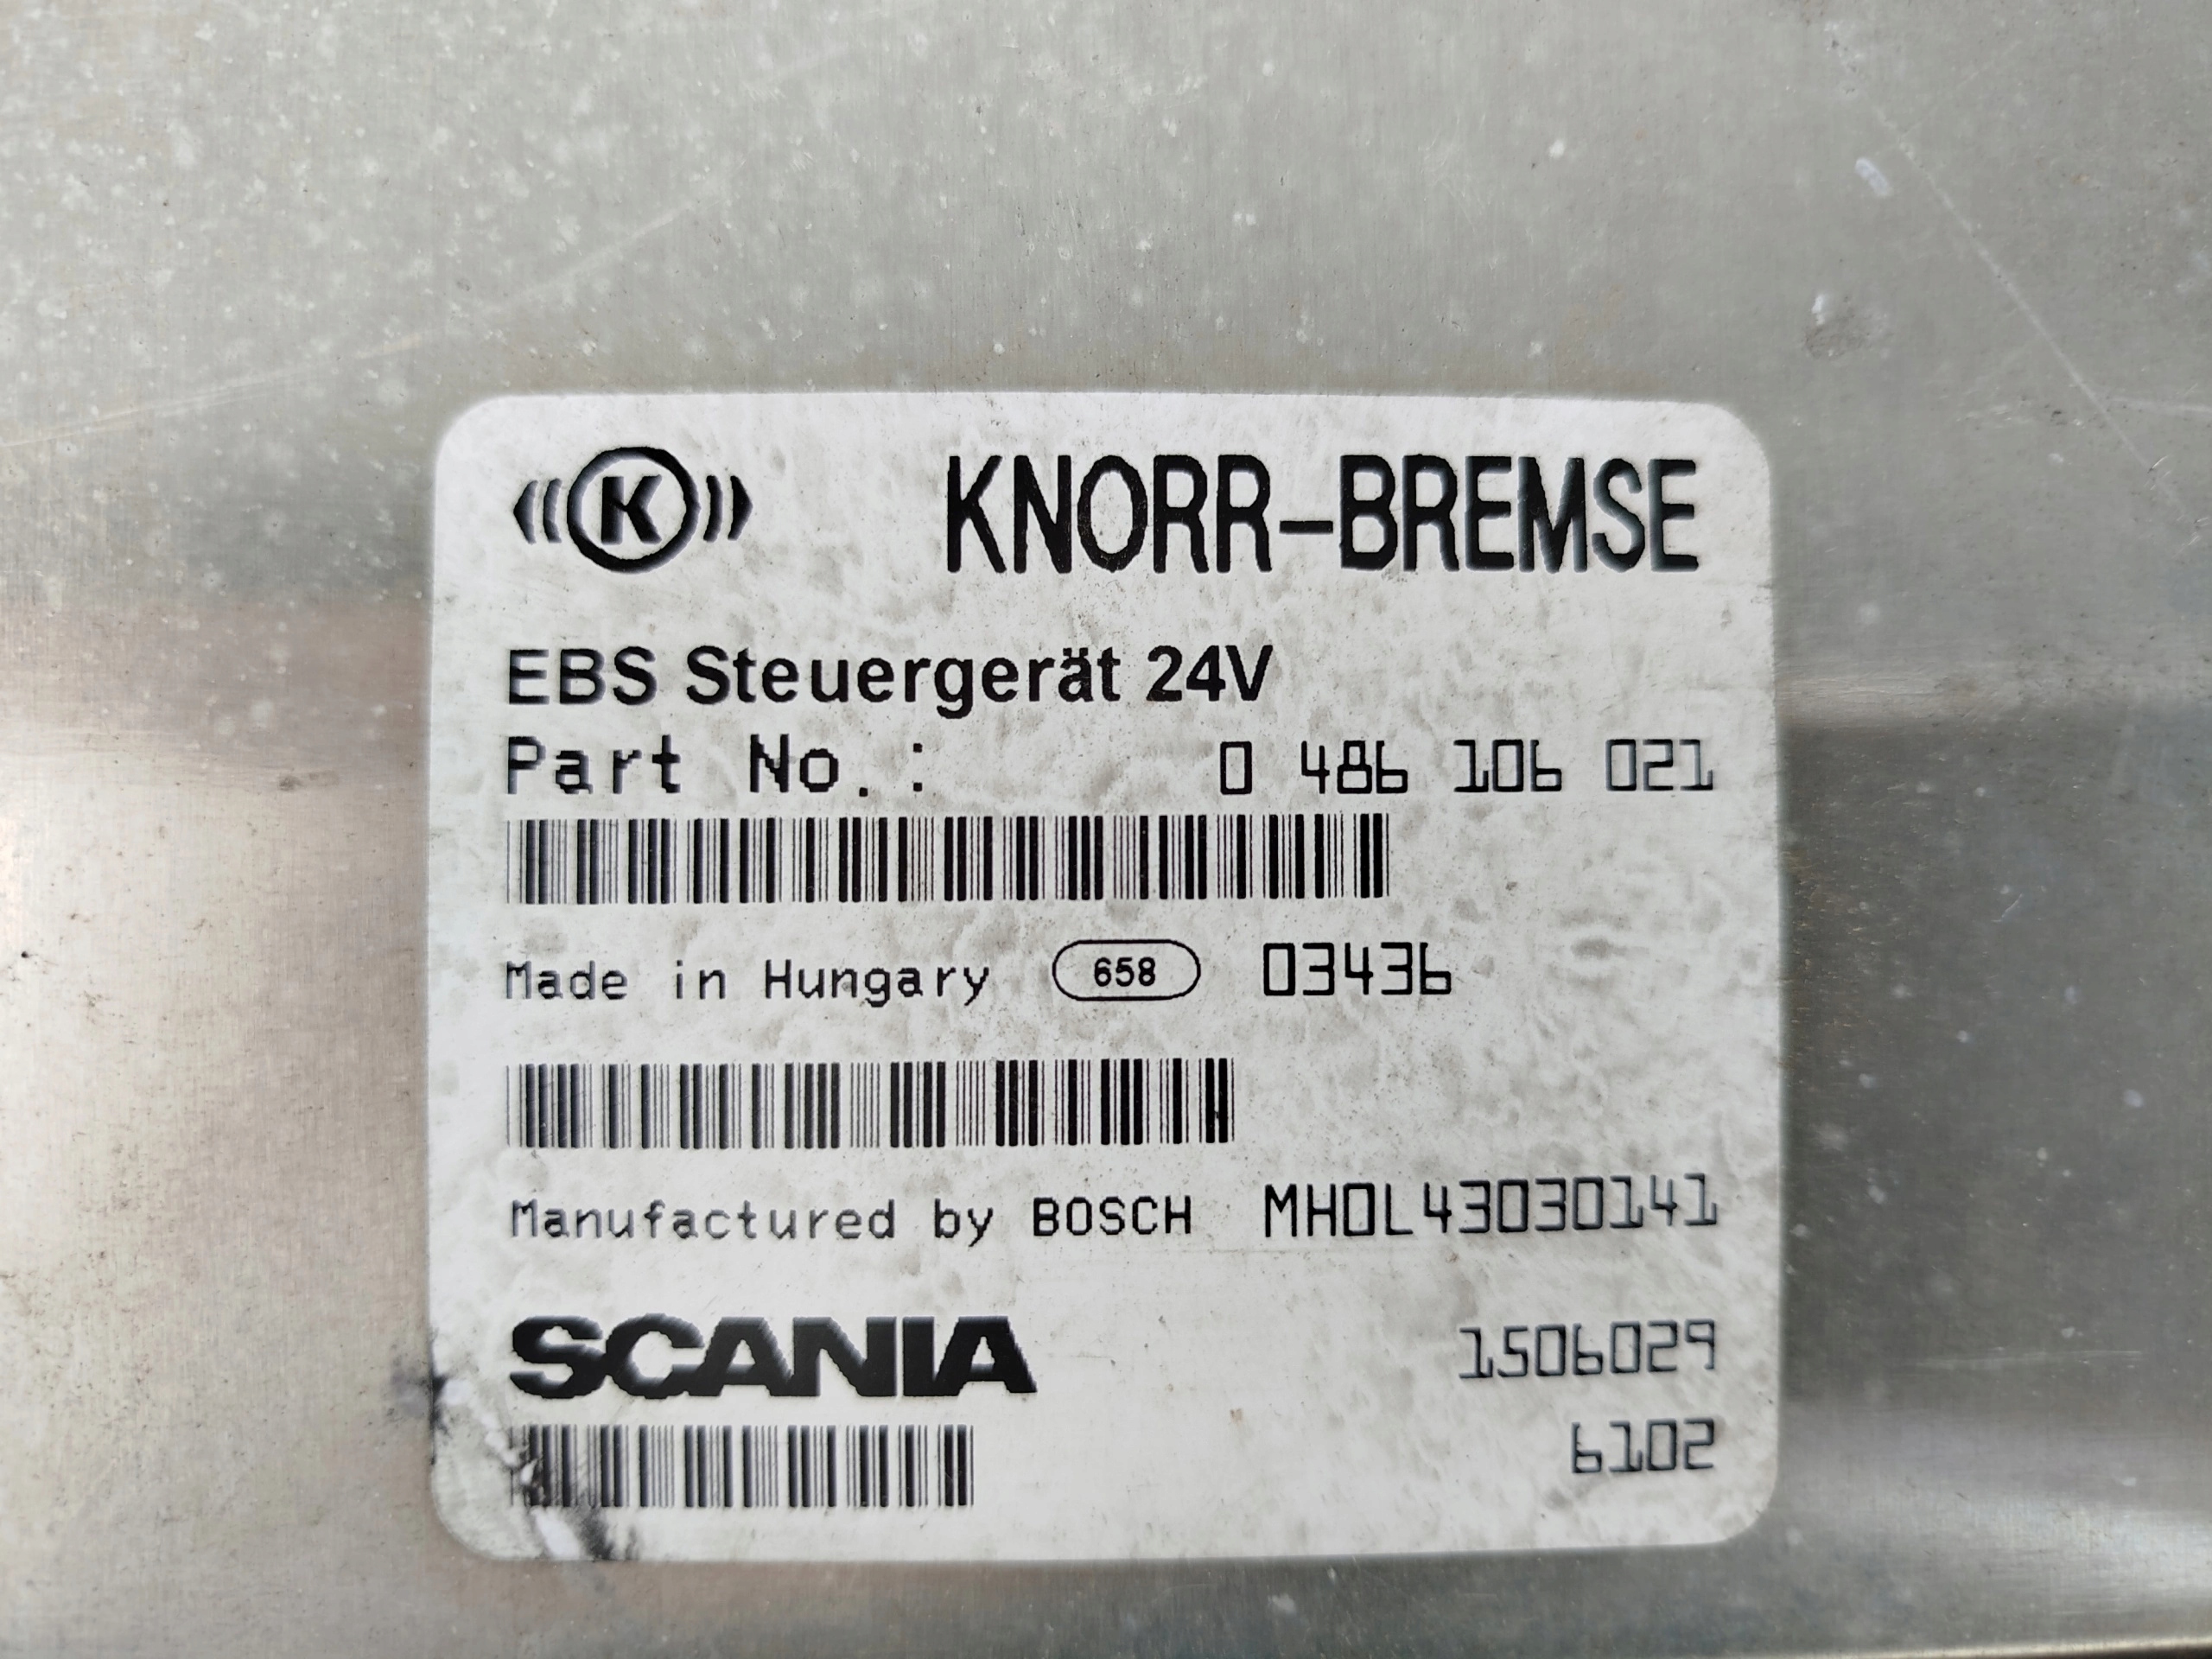 K KNORR-BREMSE
EBS Steuergerät 24V
Part No.: 0 486 106 021
Made in Hungary 658 03436
Manufactured by BOSCH MH0L43030141
SCANIA 1506029
6102